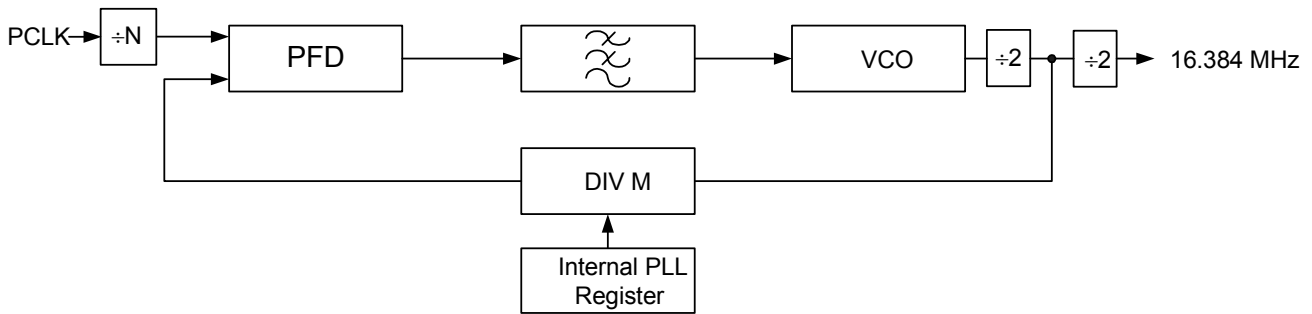 PCLK
÷N
PFD
VCO
÷2
÷2
16.384 MHz
DIV M
Internal PLL
Register